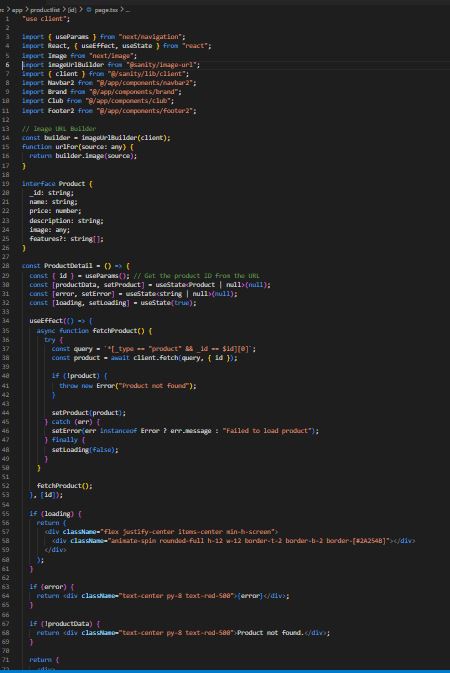 rc > app > productlist > [id] > page.tsx > ...
1 "use client";
2
3 import { useParams } from "next/navigation";
4 import React, { useEffect, useState } from "react";
5 import Image from "next/image";
6 import imageUrlBuilder from "@sanity/image-url";
7 import { client } from "@/sanity/lib/client";
8 import Navbar2 from "@/app/components/navbar2";
9 import Brand from "@/app/components/brand";
10 import Club from "@/app/components/club";
11 import Footer2 from "@/app/components/footer2";
12
13 // Image URL Builder
14 const builder = imageUrlBuilder(client);
15 function urlFor(source: any) {
16 return builder.image(source);
17 }
18
19 interface Product {
20 _id: string;
21 name: string;
22 price: number;
23 description: string;
24 image: any;
25 features?: string[];
26 }
27
28 const ProductDetail = () => {
29 const { id } = useParams(); // Get the product ID from the URL
30 const [productData, setProduct] = useState<Product | null>(null);
31 const [error, setError] = useState<string | null>(null);
32 const [loading, setLoading] = useState(true);
33
34 useEffect(() => {
35 async function fetchProduct() {
36 try {
37 const query = `*[_type == "product" && _id == $id][0]`;
38 const product = await client.fetch(query, { id });
39
40 if (!product) {
41 throw new Error("Product not found");
42 }
43
44 setProduct(product);
45 } catch (err) {
46 setError(err instanceof Error ? err.message : "Failed to load product");
47 } finally {
48 setLoading(false);
49 }
50 }
51
52 fetchProduct();
53 }, [id]);
54
55 if (loading) {
56 return (
57 <div className="flex justify-center items-center min-h-screen">
58 <div className="animate-spin rounded-full h-12 w-12 border-t-2 border-b-2 border-[#2A254B]"></div>
59 </div>
60 );
61 }
62
63 if (error) {
64 return <div className="text-center py-8 text-red-500">{error}</div>;
65 }
66
67 if (!productData) {
68 return <div className="text-center py-8 text-red-500">Product not found.</div>;
69 }
70
71 return (
72 <div>